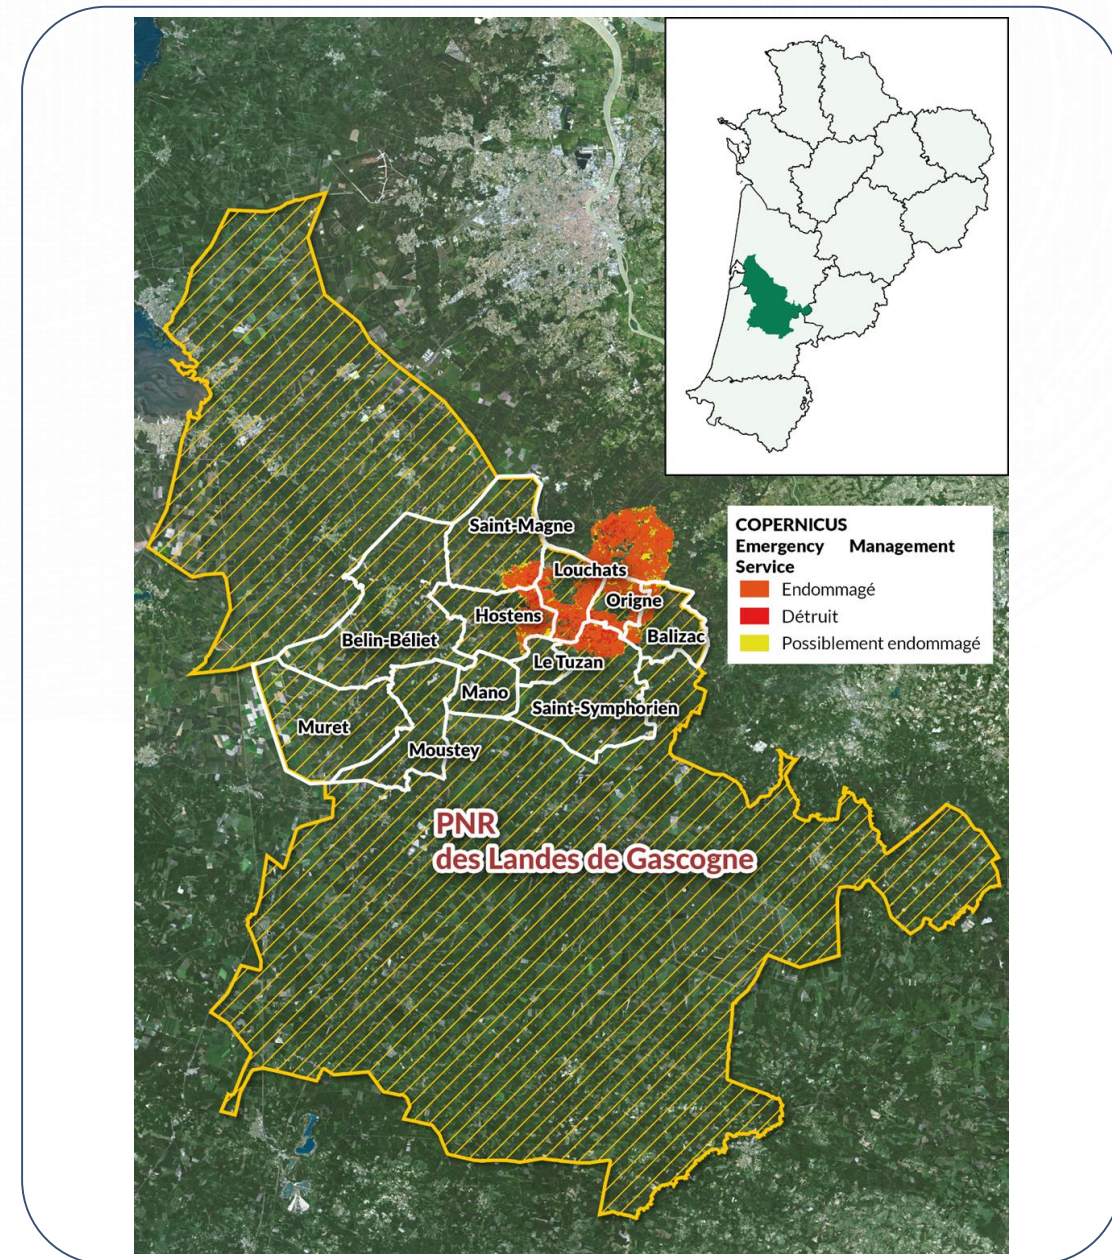 COPERNICUS
Emergency Management
Service
Endommagé
Détruit
Possiblement endommagé
Saint-Magne
Louchats
Origne
Hostens
Balizac
Belin-Béliet
Le Tuzan
Mano
Saint-Symphorien
Muret
Moustey
PNR
des Landes de Gascogne